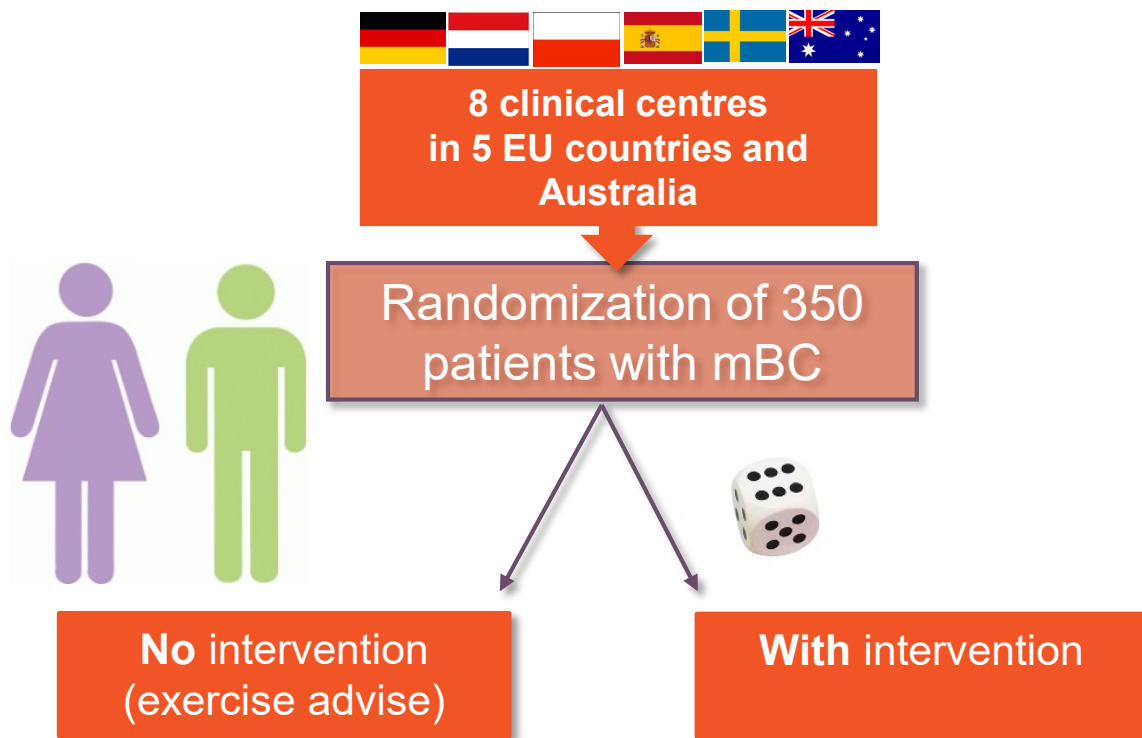 8 clinical centres
in 5 EU countries and
Australia
Randomization of 350
patients with mBC
No intervention
(exercise advise)
With intervention